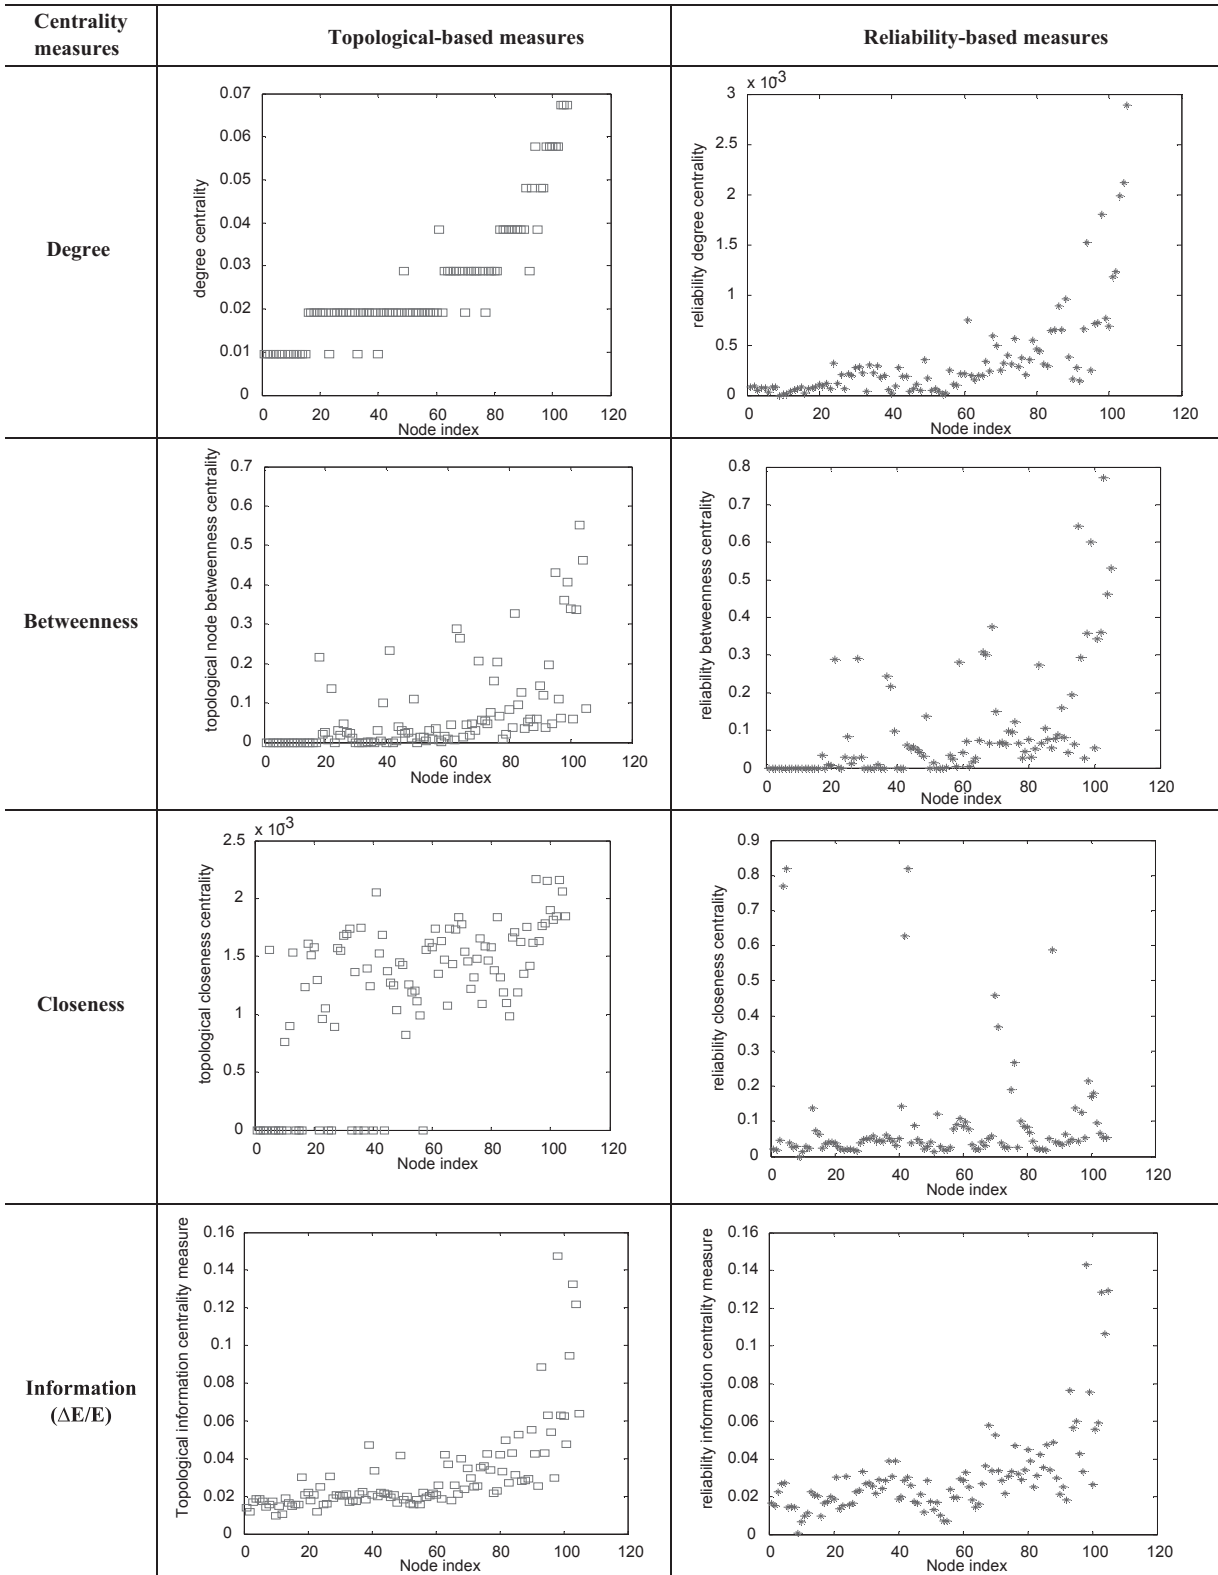 Centrality measures
Topological-based measures
Reliability-based measures
Degree
degree centrality
0.07
0.06
0.05
0.04
0.03
0.02
0.01
0
0 20 40 60 80 100 120
Node index
reliability degree centrality
x 10-3
3
2.5
2
1.5
1
0.5
0
0 20 40 60 80 100 120
Node index
Betweenness
topological node betweenness centrality
0.7
0.6
0.5
0.4
0.3
0.2
0.1
0
0 20 40 60 80 100 120
Node index
reliability betweenness centrality
0.8
0.7
0.6
0.5
0.4
0.3
0.2
0.1
0
0 20 40 60 80 100 120
Node index
Closeness
topological closeness centrality
x 10-3
2.5
2
1.5
1
0.5
0
0 20 40 60 80 100 120
Node index
reliability closeness centrality
0.9
0.8
0.7
0.6
0.5
0.4
0.3
0.2
0.1
0
0 20 40 60 80 100 120
Node index
Information
(ΔE/E)
Topological information centrality measure
0.16
0.14
0.12
0.1
0.08
0.06
0.04
0.02
0
0 20 40 60 80 100 120
Node index
reliability information centrality measure
0.16
0.14
0.12
0.1
0.08
0.06
0.04
0.02
0
0 20 40 60 80 100 120
Node index